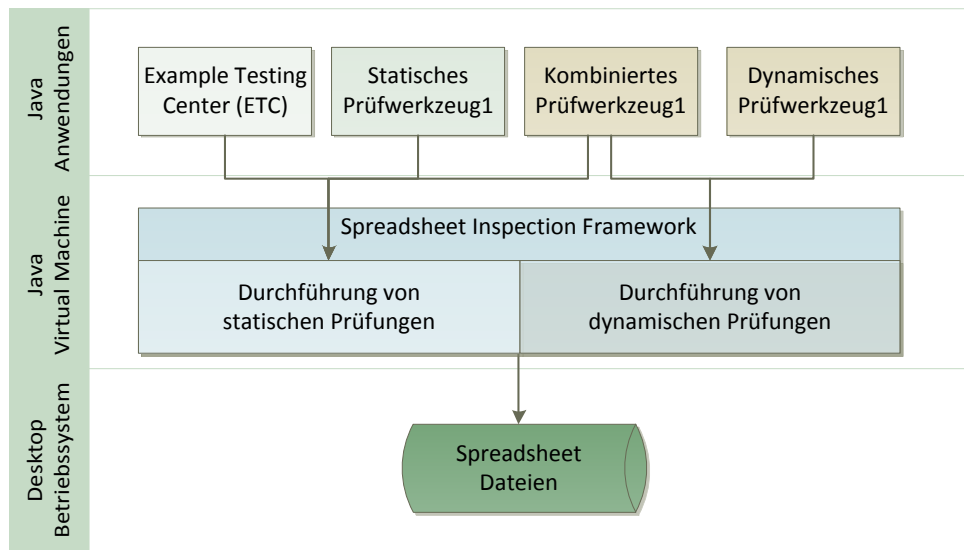 Java
Anwendungen
Example Testing
Center (ETC)
Statisches
Prüfwerkzeug1
Kombiniertes
Prüfwerkzeug1
Dynamisches
Prüfwerkzeug1
Java
Virtual Machine
Spreadsheet Inspection Framework
Durchführung von
statischen Prüfungen
Durchführung von
dynamischen Prüfungen
Desktop
Betriebssystem
Spreadsheet
Dateien